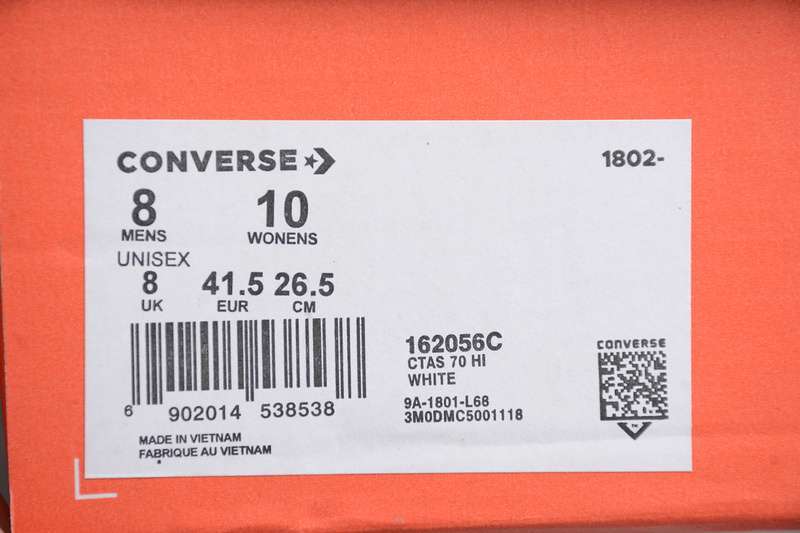 CONVERSE
1802-
8 10
MENS WONENS
UNISEX
8 41.5 26.5
UK EUR CM
162056C
CTAS 70 HI
WHITE
9A-1801-L68
3M0DMC5001118
CONVERSE
6 902014 538538
MADE IN VIETNAM
FABRIQUE AU VIETNAM